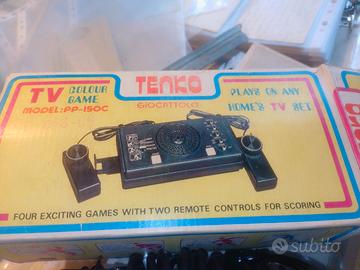 TV COLOUR GAME
MODEL:PP-150C
TENKO
GIOCATTOLI
PLAYS ON ANY
HOME'S TV SET
FOUR EXCITING GAMES WITH TWO REMOTE CONTROLS FOR SCORING
subito